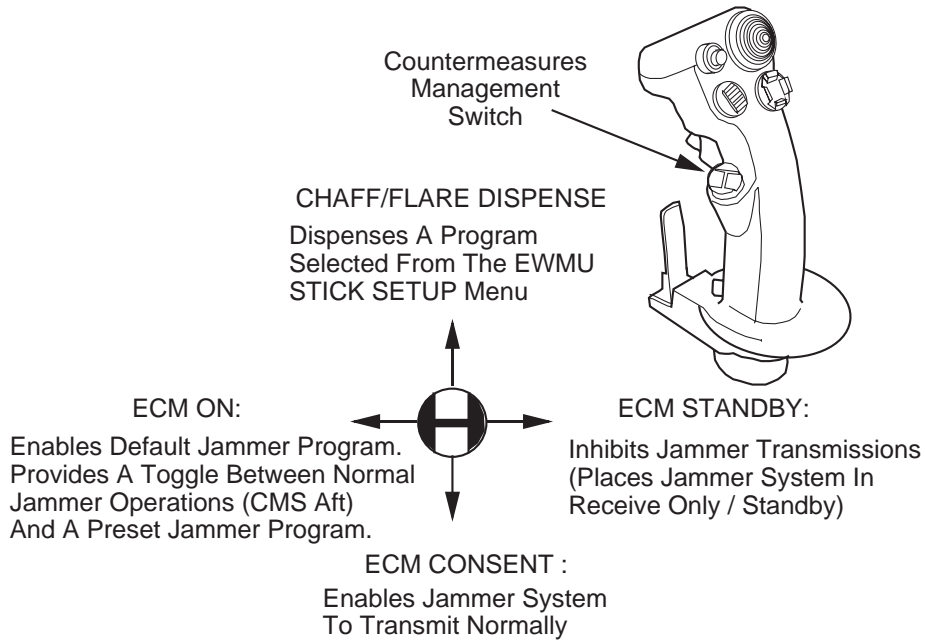 Countermeasures
Management
Switch
CHAFF/FLARE DISPENSE
Dispenses A Program
Selected From The EWMU
STICK SETUP Menu
ECM ON:
Enables Default Jammer Program.
Provides A Toggle Between Normal
Jammer Operations (CMS Aft)
And A Preset Jammer Program.
ECM STANDBY:
Inhibits Jammer Transmissions
(Places Jammer System In
Receive Only / Standby)
ECM CONSENT :
Enables Jammer System
To Transmit Normally